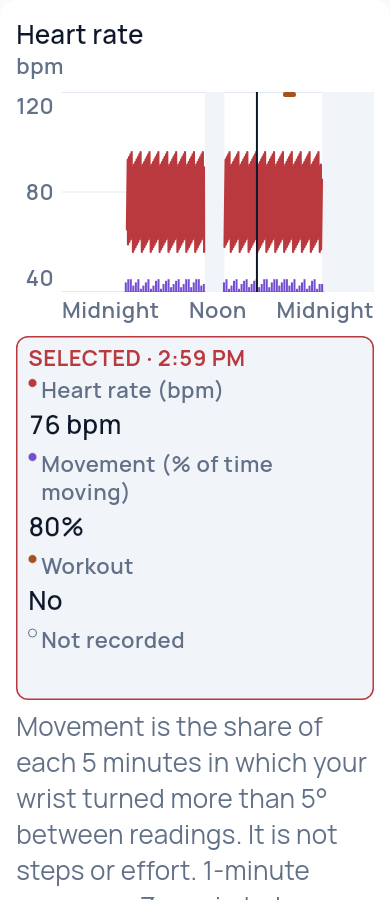 Heart rate
bpm
120
80
40
Midnight Noon Midnight
SELECTED · 2:59 PM
Heart rate (bpm)
76 bpm
Movement (% of time
moving)
80%
Workout
No
Not recorded
Movement is the share of
each 5 minutes in which your
wrist turned more than 5°
between readings. It is not
steps or effort. 1-minute